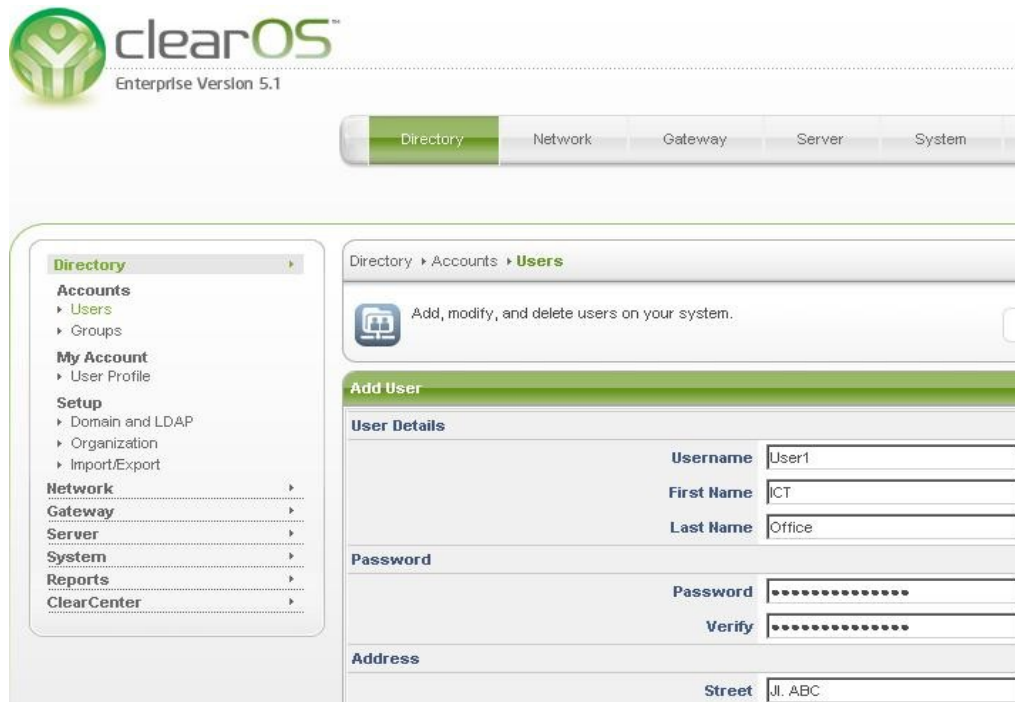 clearOS™
Enterprise Version 5.1
Directory Network Gateway Server System
Directory
Accounts
Users
Groups
My Account
User Profile
Setup
Domain and LDAP
Organization
Import/Export
Network
Gateway
Server
System
Reports
ClearCenter
Directory Accounts Users
Add, modify, and delete users on your system.
Add User
User Details
Username User1
First Name ICT
Last Name Office
Password
Password ••••••••••••••
Verify ••••••••••••••
Address
Street Jl. ABC